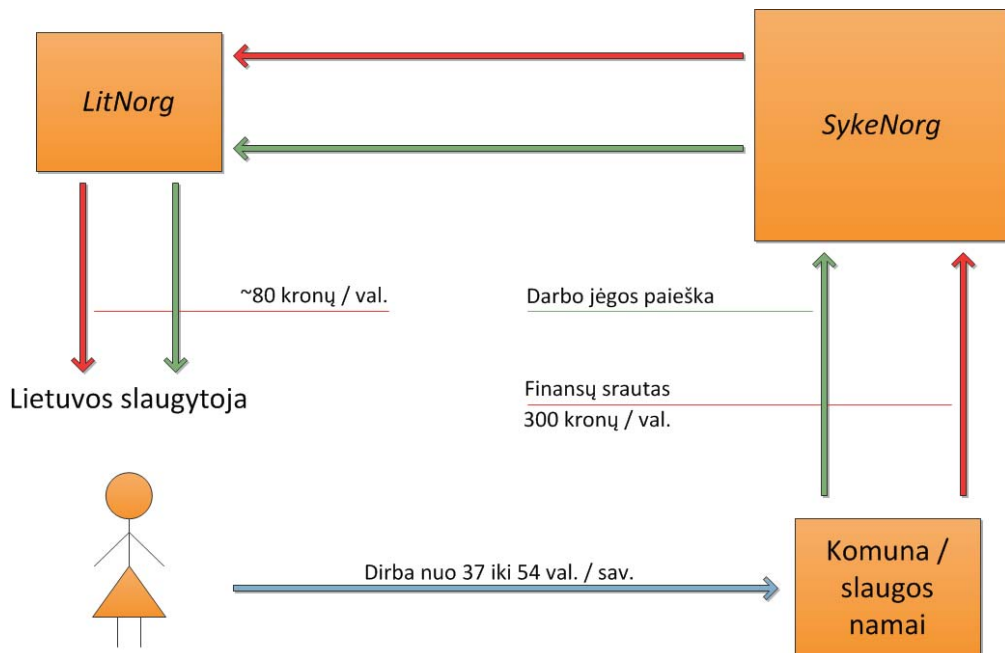 LitNorg
SykeNorg
~80 kronų / val.
Darbo jėgos paieška
Lietuvos slaugytoja
Finansų srautas
300 kronų / val.
Dirba nuo 37 iki 54 val. / sav.
Komuna /
slaugos
namai